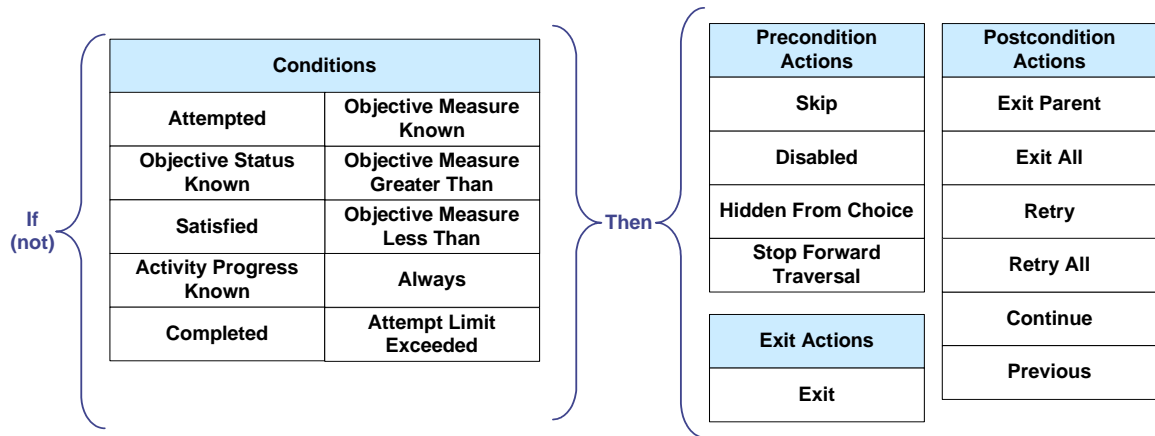 If
(not)
Conditions
Attempted
Objective Measure
Known
Objective Status
Known
Objective Measure
Greater Than
Satisfied
Objective Measure
Less Than
Activity Progress
Known
Always
Completed
Attempt Limit
Exceeded
Then
Precondition
Actions
Skip
Disabled
Hidden From Choice
Stop Forward
Traversal
Exit Actions
Exit
Postcondition
Actions
Exit Parent
Exit All
Retry
Retry All
Continue
Previous